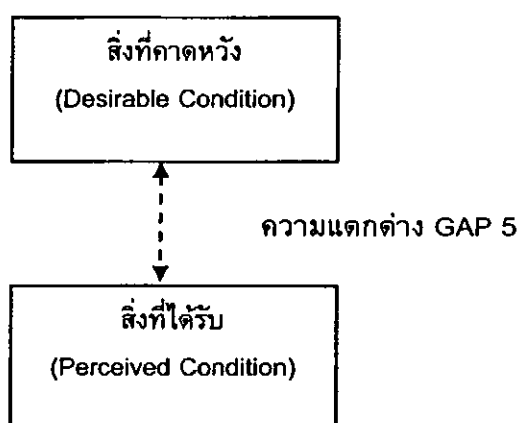 สิ่งที่คาดหวัง
(Desirable Condition)
ความแตกต่าง GAP 5
สิ่งที่ได้รับ
(Perceived Condition)